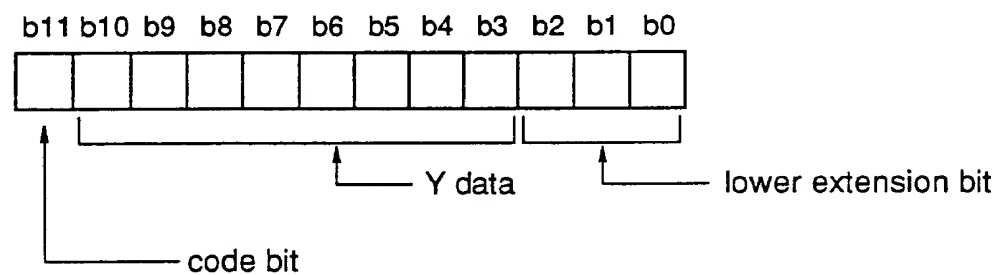 b11 b10 b9 b8 b7 b6 b5 b4 b3 b2 b1 b0
Y data
lower extension bit
code bit